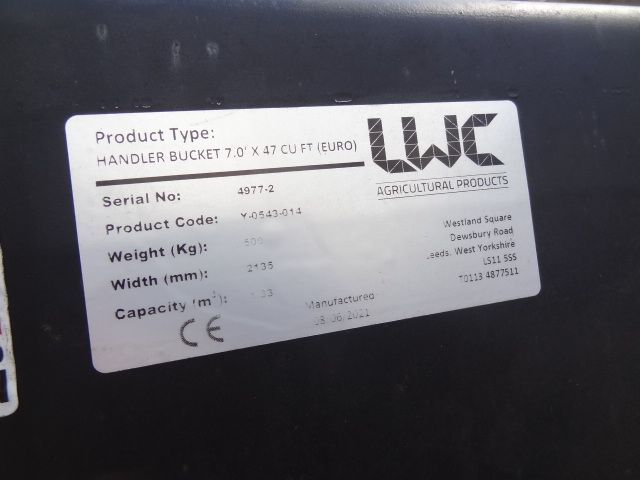 Product Type:
HANDLER BUCKET 7.0' X 47 CU FT (EURO)
LWC
AGRICULTURAL PRODUCTS
Serial No: 4977-2
Product Code: Y-0543-014
Weight (Kg): 500
Width (mm): 2135
Capacity (m³):
CE
Manufactured
08/06/2021
Westland Square
Dewsbury Road
Leeds, West Yorkshire
LS11 5SS
T0113 4877511